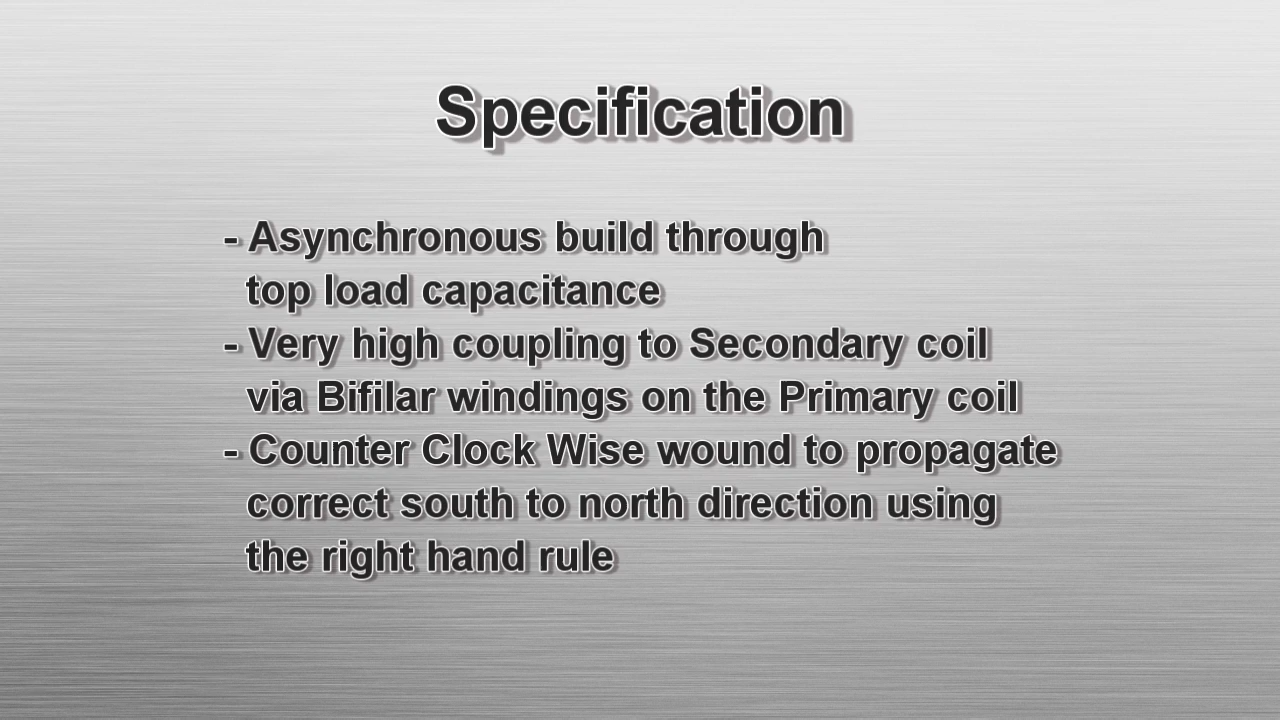 Specification
- Asynchronous build through
top load capacitance
- Very high coupling to Secondary coil
via Bifilar windings on the Primary coil
- Counter Clock Wise wound to propagate
correct south to north direction using
the right hand rule